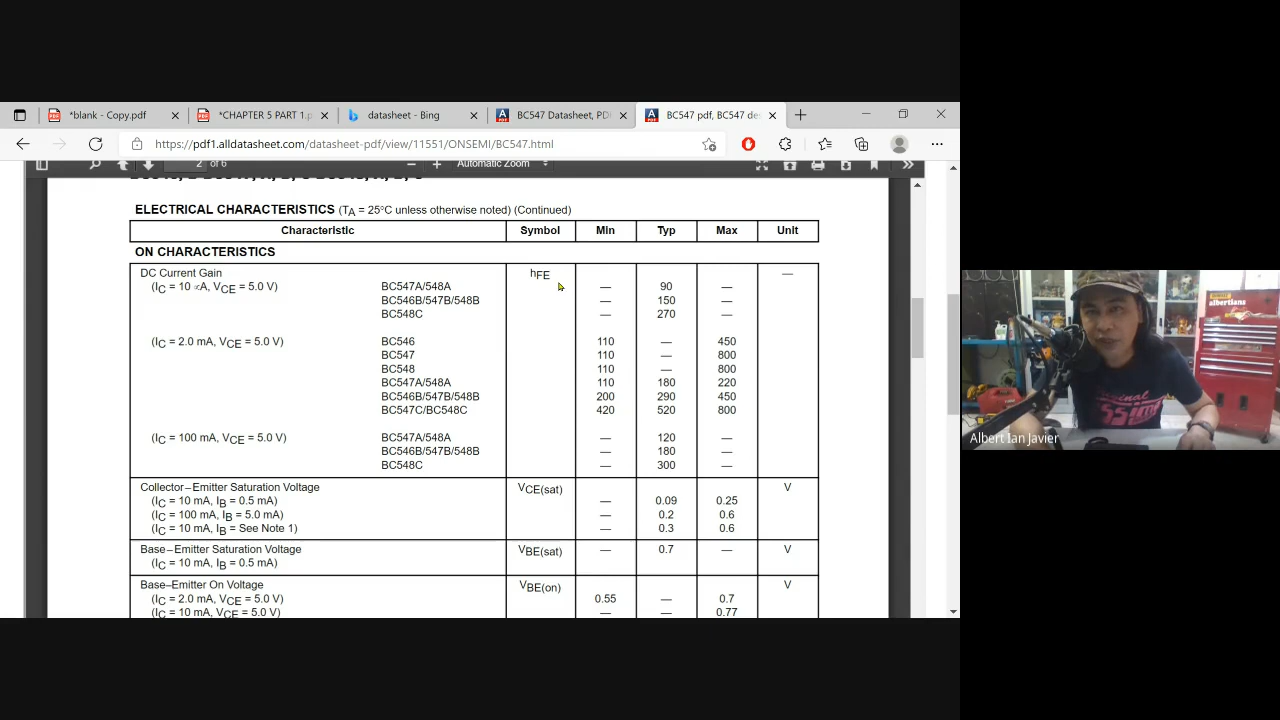 *blank - Copy.pdf
*CHAPTER 5 PART 1.p
datasheet - Bing
BC547 Datasheet, PD
BC547 pdf, BC547 des
https://pdf1.alldatasheet.com/datasheet-pdf/view/11551/ONSEMI/BC547.html
2 of 6 Automatic Zoom
ELECTRICAL CHARACTERISTICS (TA = 25°C unless otherwise noted) (Continued)
Characteristic Symbol Min Typ Max Unit
ON CHARACTERISTICS
DC Current Gain hFE —
(IC = 10 ∝A, VCE = 5.0 V) BC547A/548A — 90 —
BC546B/547B/548B — 150 —
BC548C — 270 —
(IC = 2.0 mA, VCE = 5.0 V) BC546 110 — 450
BC547 110 — 800
BC548 110 — 800
BC547A/548A 110 180 220
BC546B/547B/548B 200 290 450
BC547C/BC548C 420 520 800
(IC = 100 mA, VCE = 5.0 V) BC547A/548A — 120 —
BC546B/547B/548B — 180 —
BC548C — 300 —
Collector–Emitter Saturation Voltage VCE(sat) V
(IC = 10 mA, IB = 0.5 mA) — 0.09 0.25
(IC = 100 mA, IB = 5.0 mA) — 0.2 0.6
(IC = 10 mA, IB = See Note 1) — 0.3 0.6
Base–Emitter Saturation Voltage VBE(sat) — 0.7 — V
(IC = 10 mA, IB = 0.5 mA)
Base–Emitter On Voltage VBE(on) V
(IC = 2.0 mA, VCE = 5.0 V) 0.55 — 0.7
(IC = 10 mA, VCE = 5.0 V) — — 0.77
albertians
Albert Ian Javier